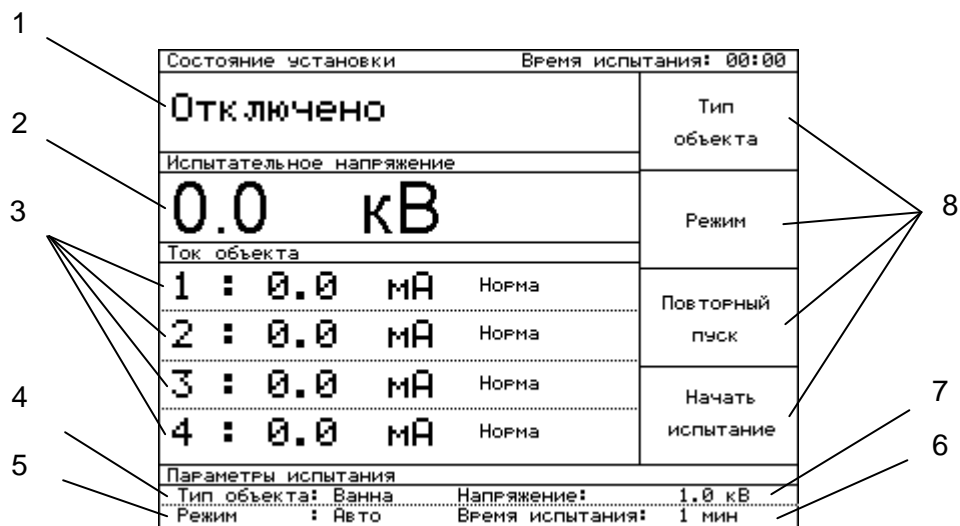 1
2
3
4
5
6
7
8
Состояние установки Время испытания: 00:00
Отключено
Испытательное напряжение
0.0 кВ
Ток объекта
1 : 0.0 мА Норма
2 : 0.0 мА Норма
3 : 0.0 мА Норма
4 : 0.0 мА Норма
Тип
объекта
Режим
Повторный
пуск
Начать
испытание
Параметры испытания
Тип объекта: Ванна Напряжение: 1.0 кВ
Режим : Авто Время испытания: 1 мин